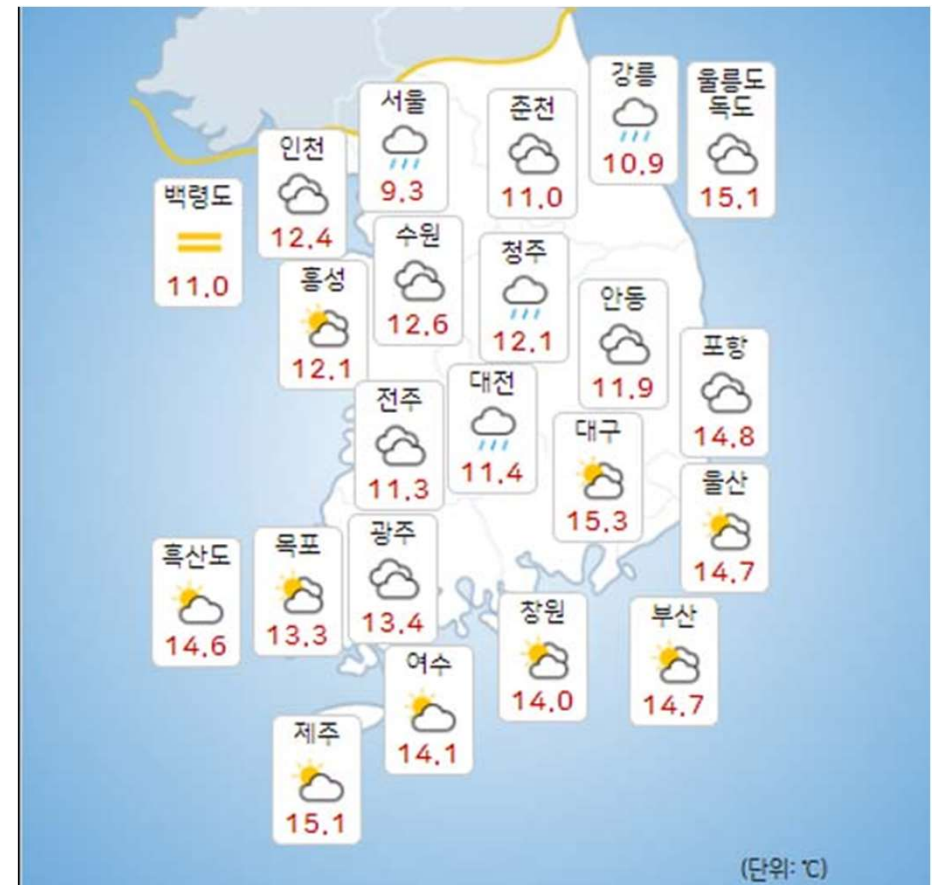 강릉
10.9
울릉도
독도
15.1
서울
9.3
춘천
11.0
인천
12.4
백령도
11.0
수원
12.6
청주
12.1
홍성
12.1
안동
11.9
포항
14.8
대전
11.4
전주
11.3
대구
15.3
울산
14.7
광주
13.4
목포
13.3
흑산도
14.6
창원
14.0
부산
14.7
여수
14.1
제주
15.1
(단위: ℃)